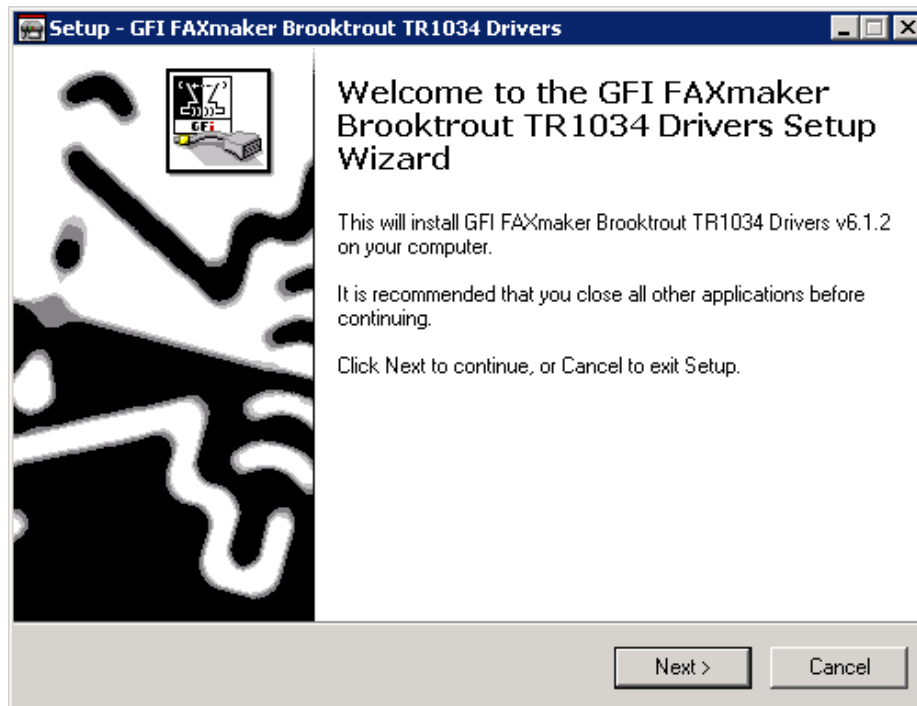 Setup - GFI FAXmaker Brooktrout TR1034 Drivers
GFi
Welcome to the GFI FAXmaker
Brooktrout TR1034 Drivers Setup
Wizard
This will install GFI FAXmaker Brooktrout TR1034 Drivers v6.1.2
on your computer.
It is recommended that you close all other applications before
continuing.
Click Next to continue, or Cancel to exit Setup.
Next >
Cancel